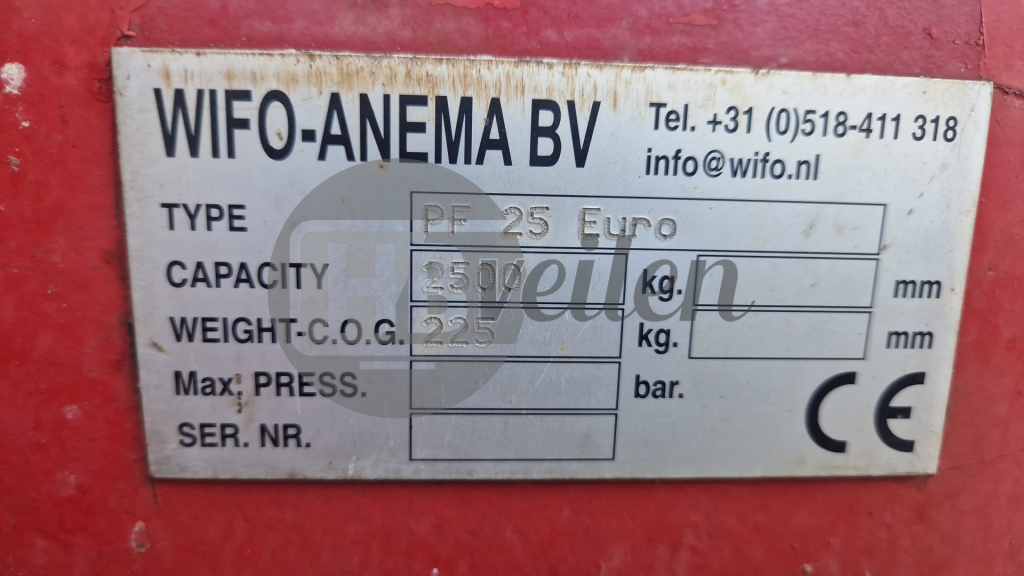 WIFO-ANEMA BV
Tel. +31 (0)518-411 318
info@wifo.nl
TYPE PF 25 Euro
CAPACITY 2500 kg. mm
WEIGHT-C.O.G. 225 kg. mm
Max. PRESS. bar.
SER. NR.
CE
veilen